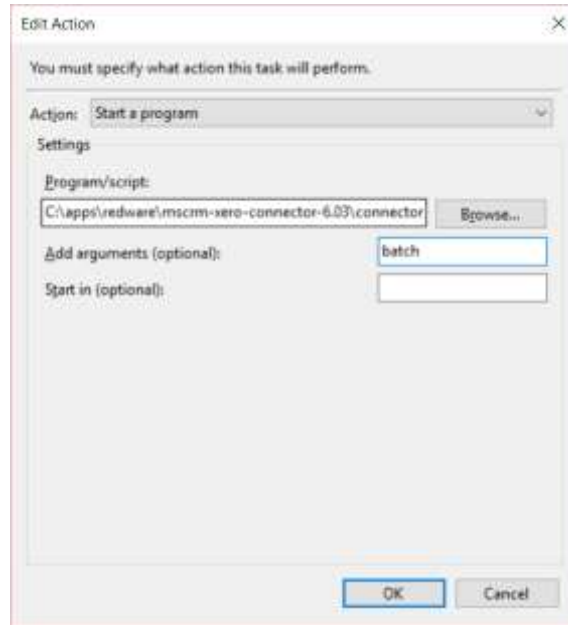 Edit Action
You must specify what action this task will perform.
Action: Start a program
Settings
Program/script:
C:\apps\redware\mscrm-xero-connector-6.03\connector Browse...
Add arguments (optional): batch
Start in (optional):
OK Cancel